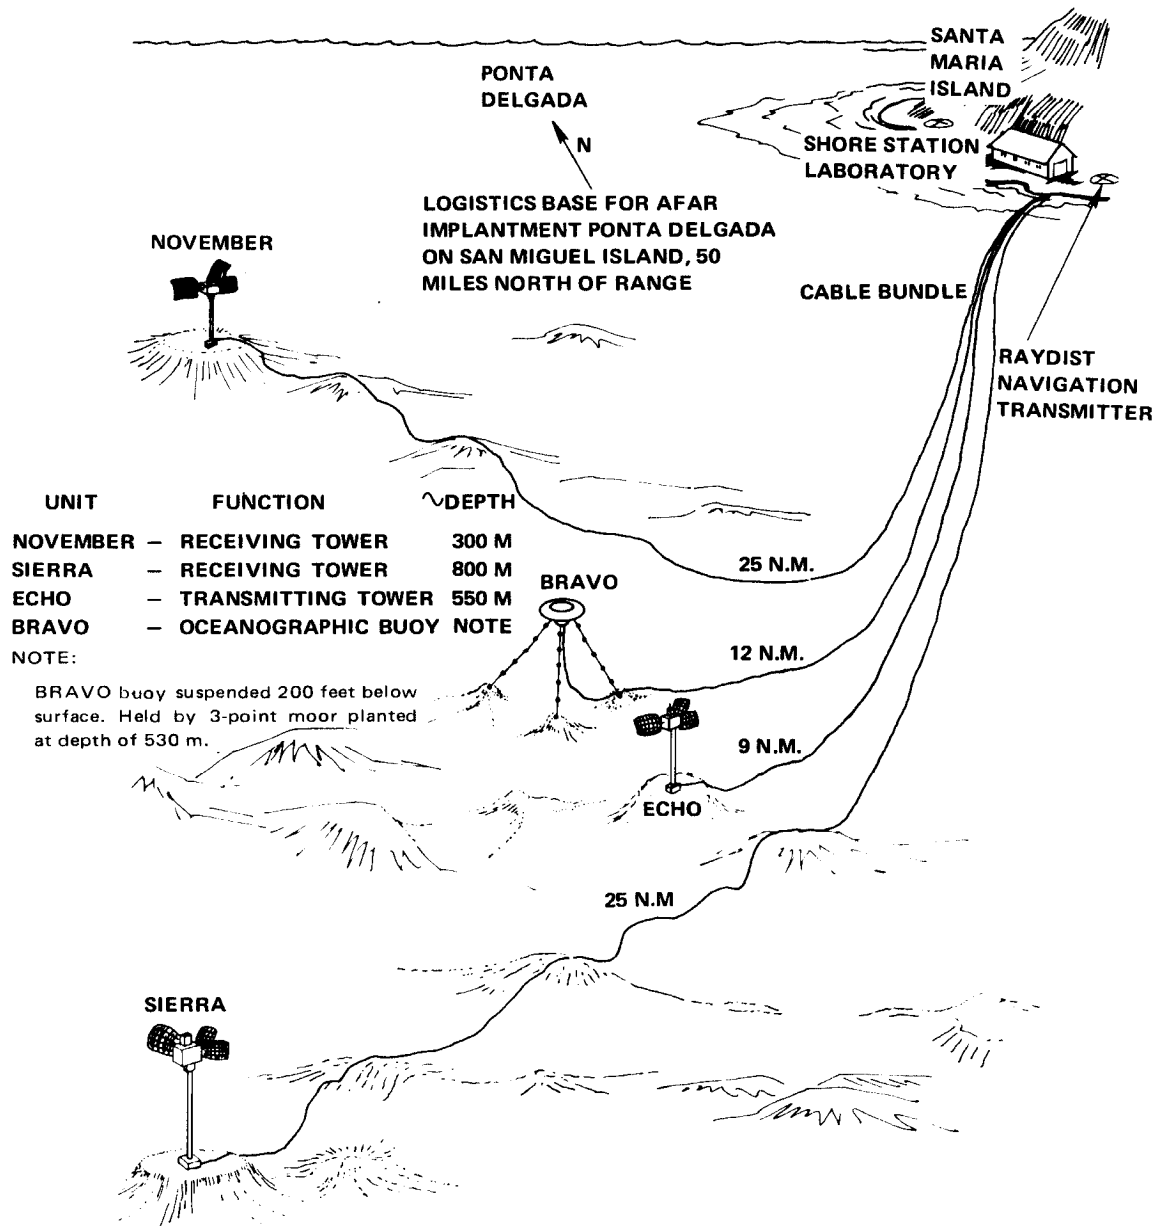 SANTA
MARIA
ISLAND
PONTA
DELGADA
N
SHORE STATION
LABORATORY
LOGISTICS BASE FOR AFAR
IMPLANTMENT PONTA DELGADA
ON SAN MIGUEL ISLAND, 50
MILES NORTH OF RANGE
NOVEMBER
CABLE BUNDLE
RAYDIST
NAVIGATION
TRANSMITTER
UNIT FUNCTION ~DEPTH
NOVEMBER – RECEIVING TOWER 300 M
SIERRA – RECEIVING TOWER 800 M
ECHO – TRANSMITTING TOWER 550 M
BRAVO – OCEANOGRAPHIC BUOY NOTE
NOTE:
BRAVO buoy suspended 200 feet below
surface. Held by 3-point moor planted
at depth of 530 m.
25 N.M.
BRAVO
12 N.M.
9 N.M.
ECHO
25 N.M
SIERRA